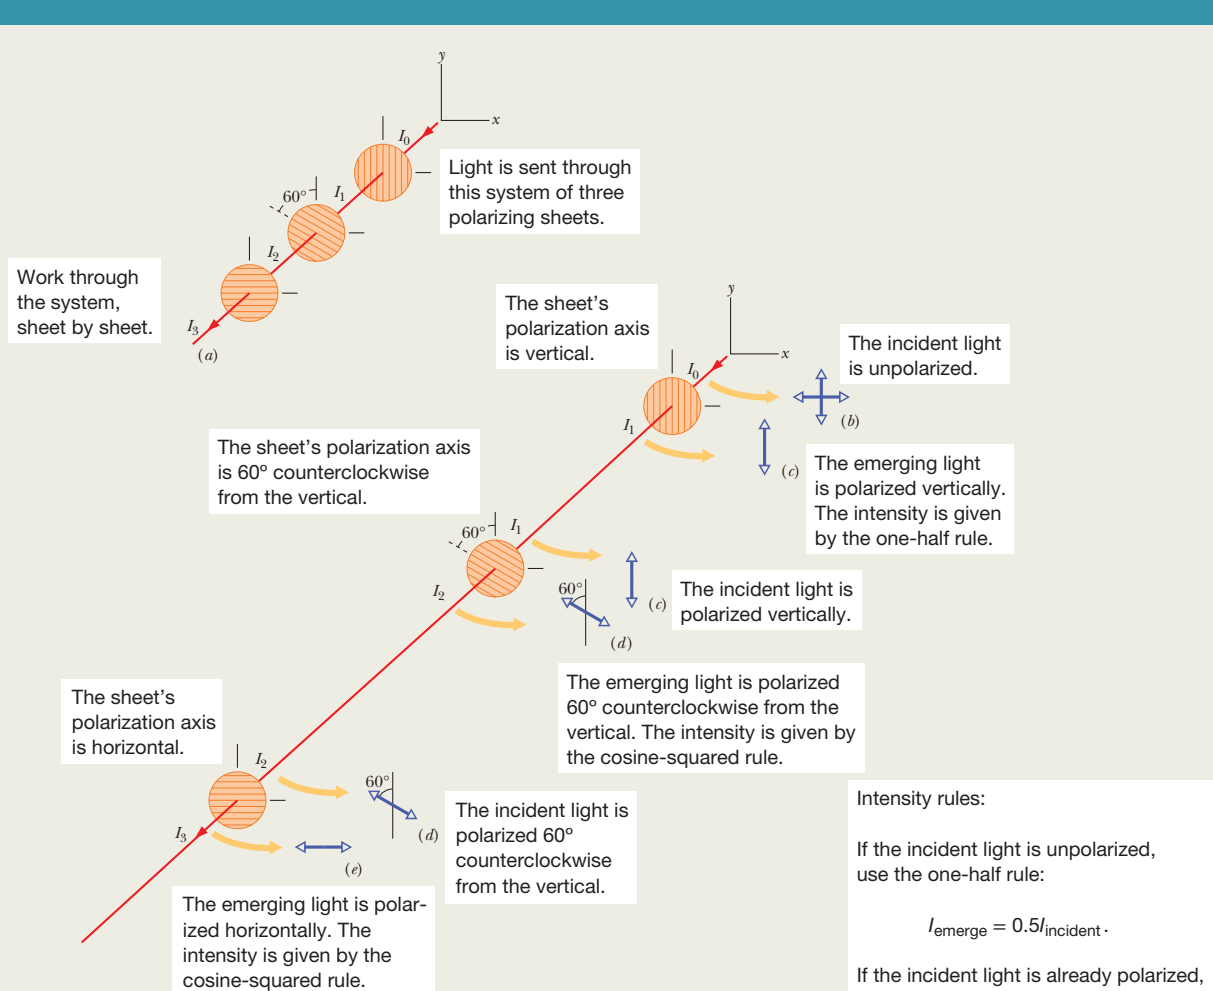 y
x
I0
Light is sent through
this system of three
polarizing sheets.
60°
I1
I2
Work through
the system,
sheet by sheet.
I3
(a)
The sheet's
polarization axis
is vertical.
y
x
I0
The incident light
is unpolarized.
(b)
I1
(c)
The emerging light
is polarized vertically.
The intensity is given
by the one-half rule.
The sheet's polarization axis
is 60º counterclockwise
from the vertical.
60°
I1
I2
(c)
The incident light is
polarized vertically.
60°
(d)
The emerging light is polarized
60º counterclockwise from the
vertical. The intensity is given by
the cosine-squared rule.
The sheet's
polarization axis
is horizontal.
I2
60°
(d)
The incident light is
polarized 60º
counterclockwise
from the vertical.
I3
(e)
The emerging light is polar-
ized horizontally. The
intensity is given by the
cosine-squared rule.
Intensity rules:
If the incident light is unpolarized,
use the one-half rule:
Iemerge = 0.5Iincident.
If the incident light is already polarized,